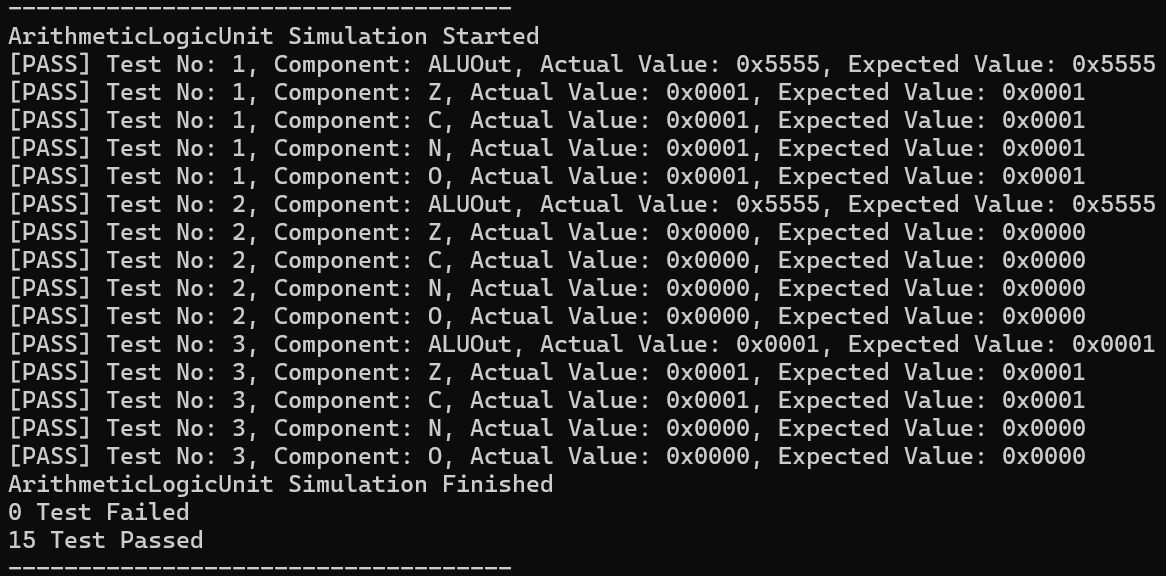 ------------------------------------
ArithmeticLogicUnit Simulation Started
[PASS] Test No: 1, Component: ALUOut, Actual Value: 0x5555, Expected Value: 0x5555
[PASS] Test No: 1, Component: Z, Actual Value: 0x0001, Expected Value: 0x0001
[PASS] Test No: 1, Component: C, Actual Value: 0x0001, Expected Value: 0x0001
[PASS] Test No: 1, Component: N, Actual Value: 0x0001, Expected Value: 0x0001
[PASS] Test No: 1, Component: O, Actual Value: 0x0001, Expected Value: 0x0001
[PASS] Test No: 2, Component: ALUOut, Actual Value: 0x5555, Expected Value: 0x5555
[PASS] Test No: 2, Component: Z, Actual Value: 0x0000, Expected Value: 0x0000
[PASS] Test No: 2, Component: C, Actual Value: 0x0000, Expected Value: 0x0000
[PASS] Test No: 2, Component: N, Actual Value: 0x0000, Expected Value: 0x0000
[PASS] Test No: 2, Component: O, Actual Value: 0x0000, Expected Value: 0x0000
[PASS] Test No: 3, Component: ALUOut, Actual Value: 0x0001, Expected Value: 0x0001
[PASS] Test No: 3, Component: Z, Actual Value: 0x0001, Expected Value: 0x0001
[PASS] Test No: 3, Component: C, Actual Value: 0x0001, Expected Value: 0x0001
[PASS] Test No: 3, Component: N, Actual Value: 0x0000, Expected Value: 0x0000
[PASS] Test No: 3, Component: O, Actual Value: 0x0000, Expected Value: 0x0000
ArithmeticLogicUnit Simulation Finished
0 Test Failed
15 Test Passed
------------------------------------